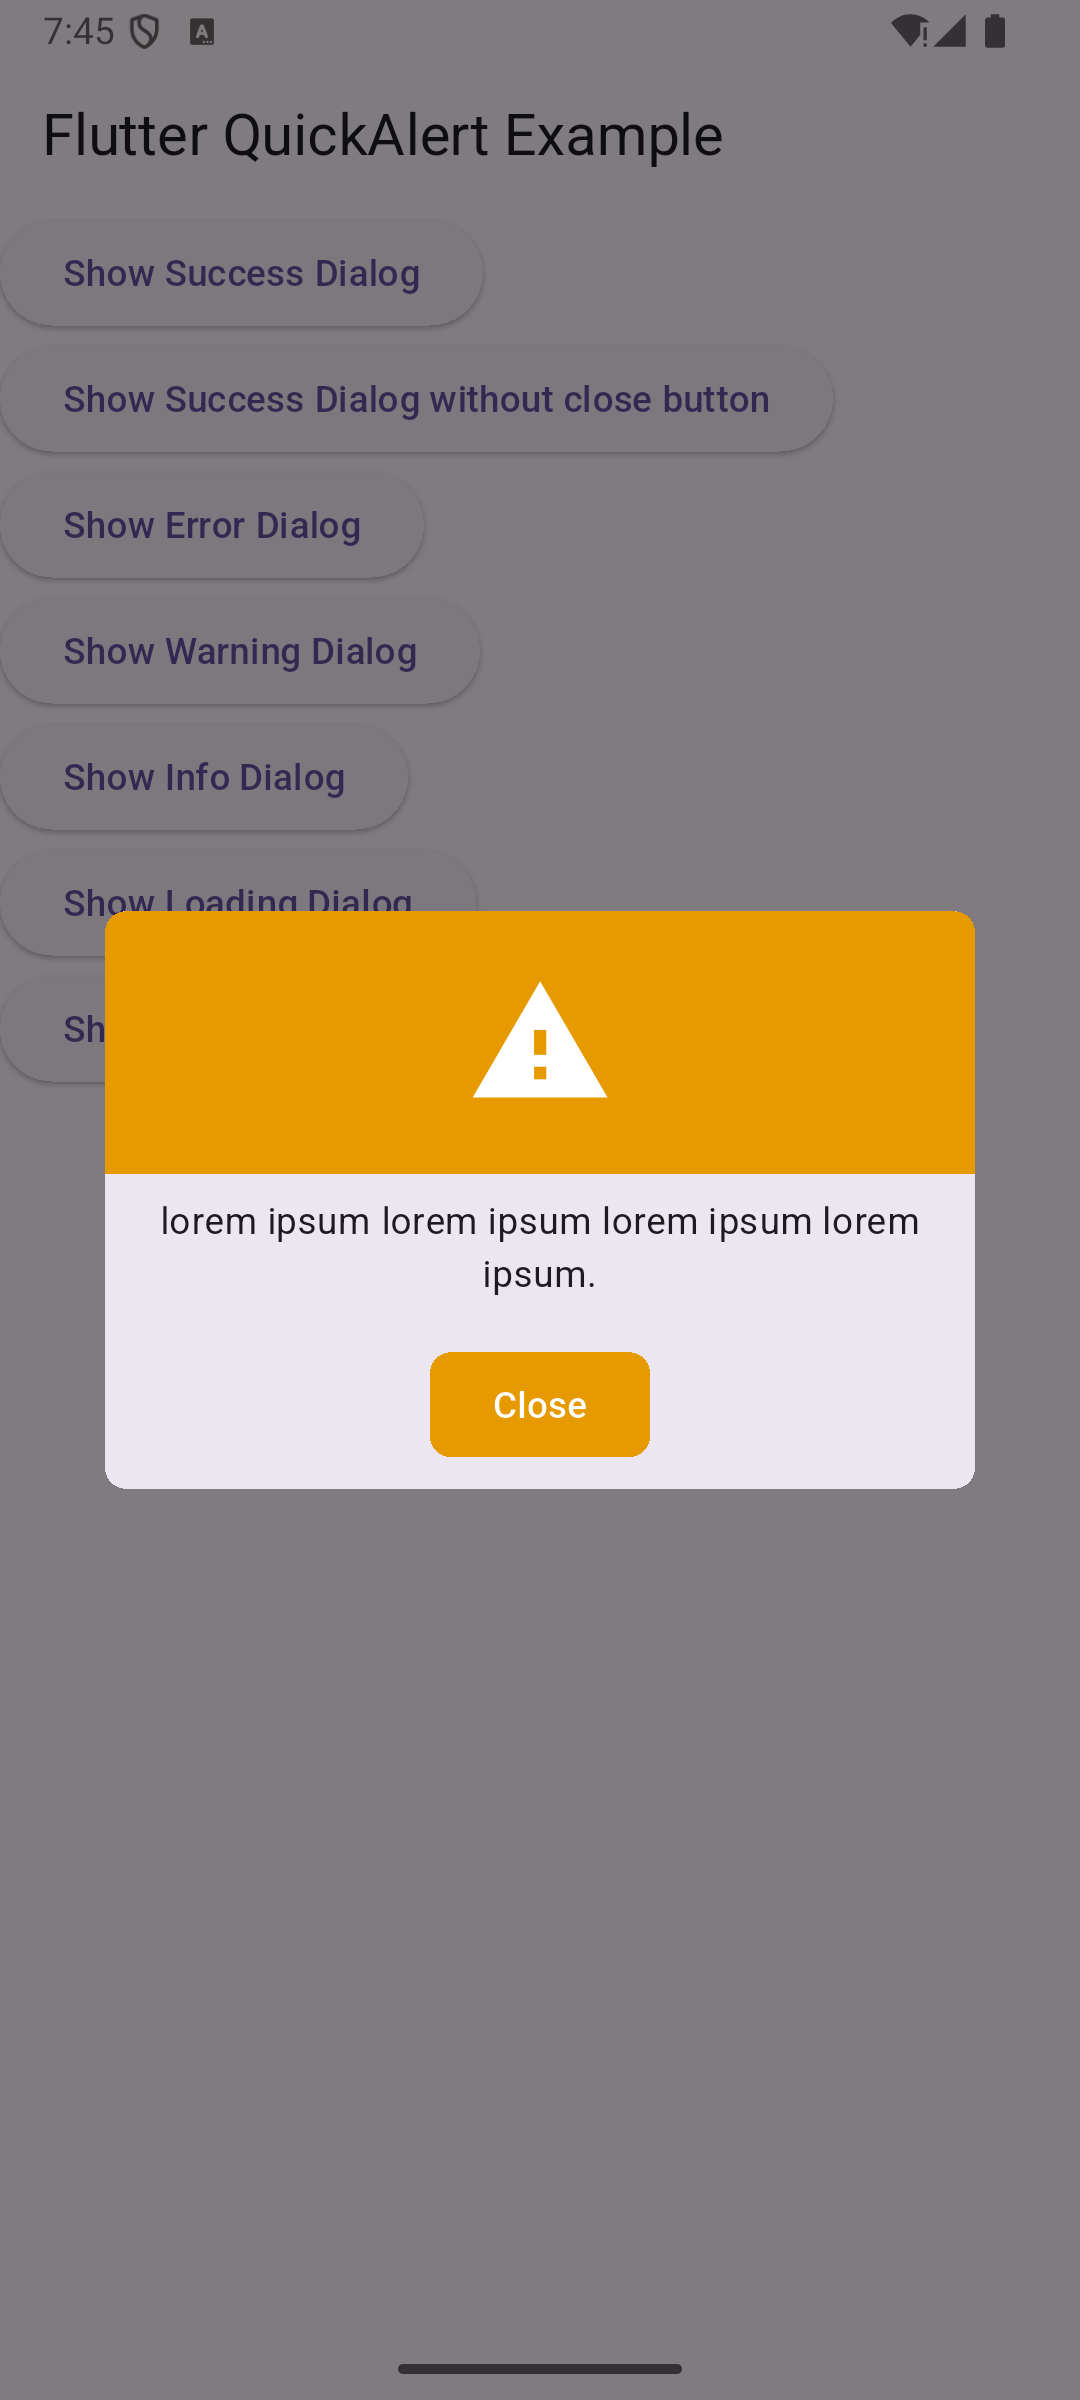 7:45
Flutter QuickAlert Example
Show Success Dialog
Show Success Dialog without close button
Show Error Dialog
Show Warning Dialog
Show Info Dialog
Show Loading Dialog
Sh
lorem ipsum lorem ipsum lorem ipsum lorem
ipsum.
Close